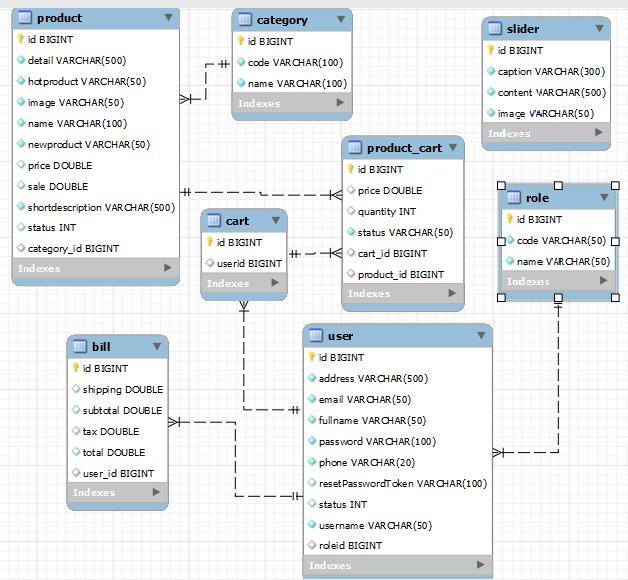 product
id BIGINT
detail VARCHAR(500)
hotproduct VARCHAR(50)
image VARCHAR(50)
name VARCHAR(100)
newproduct VARCHAR(50)
price DOUBLE
sale DOUBLE
shortdescription VARCHAR(500)
status INT
category_id BIGINT
Indexes
category
id BIGINT
code VARCHAR(100)
name VARCHAR(100)
Indexes
slider
id BIGINT
caption VARCHAR(300)
content VARCHAR(500)
image VARCHAR(50)
Indexes
product_cart
id BIGINT
price DOUBLE
quantity INT
status VARCHAR(50)
cart_id BIGINT
product_id BIGINT
Indexes
role
id BIGINT
code VARCHAR(50)
name VARCHAR(50)
Indexes
cart
id BIGINT
userid BIGINT
Indexes
bill
id BIGINT
shipping DOUBLE
subtotal DOUBLE
tax DOUBLE
total DOUBLE
user_id BIGINT
Indexes
user
id BIGINT
address VARCHAR(500)
email VARCHAR(50)
fullname VARCHAR(50)
password VARCHAR(100)
phone VARCHAR(20)
resetPasswordToken VARCHAR(100)
status INT
username VARCHAR(50)
roleid BIGINT
Indexes